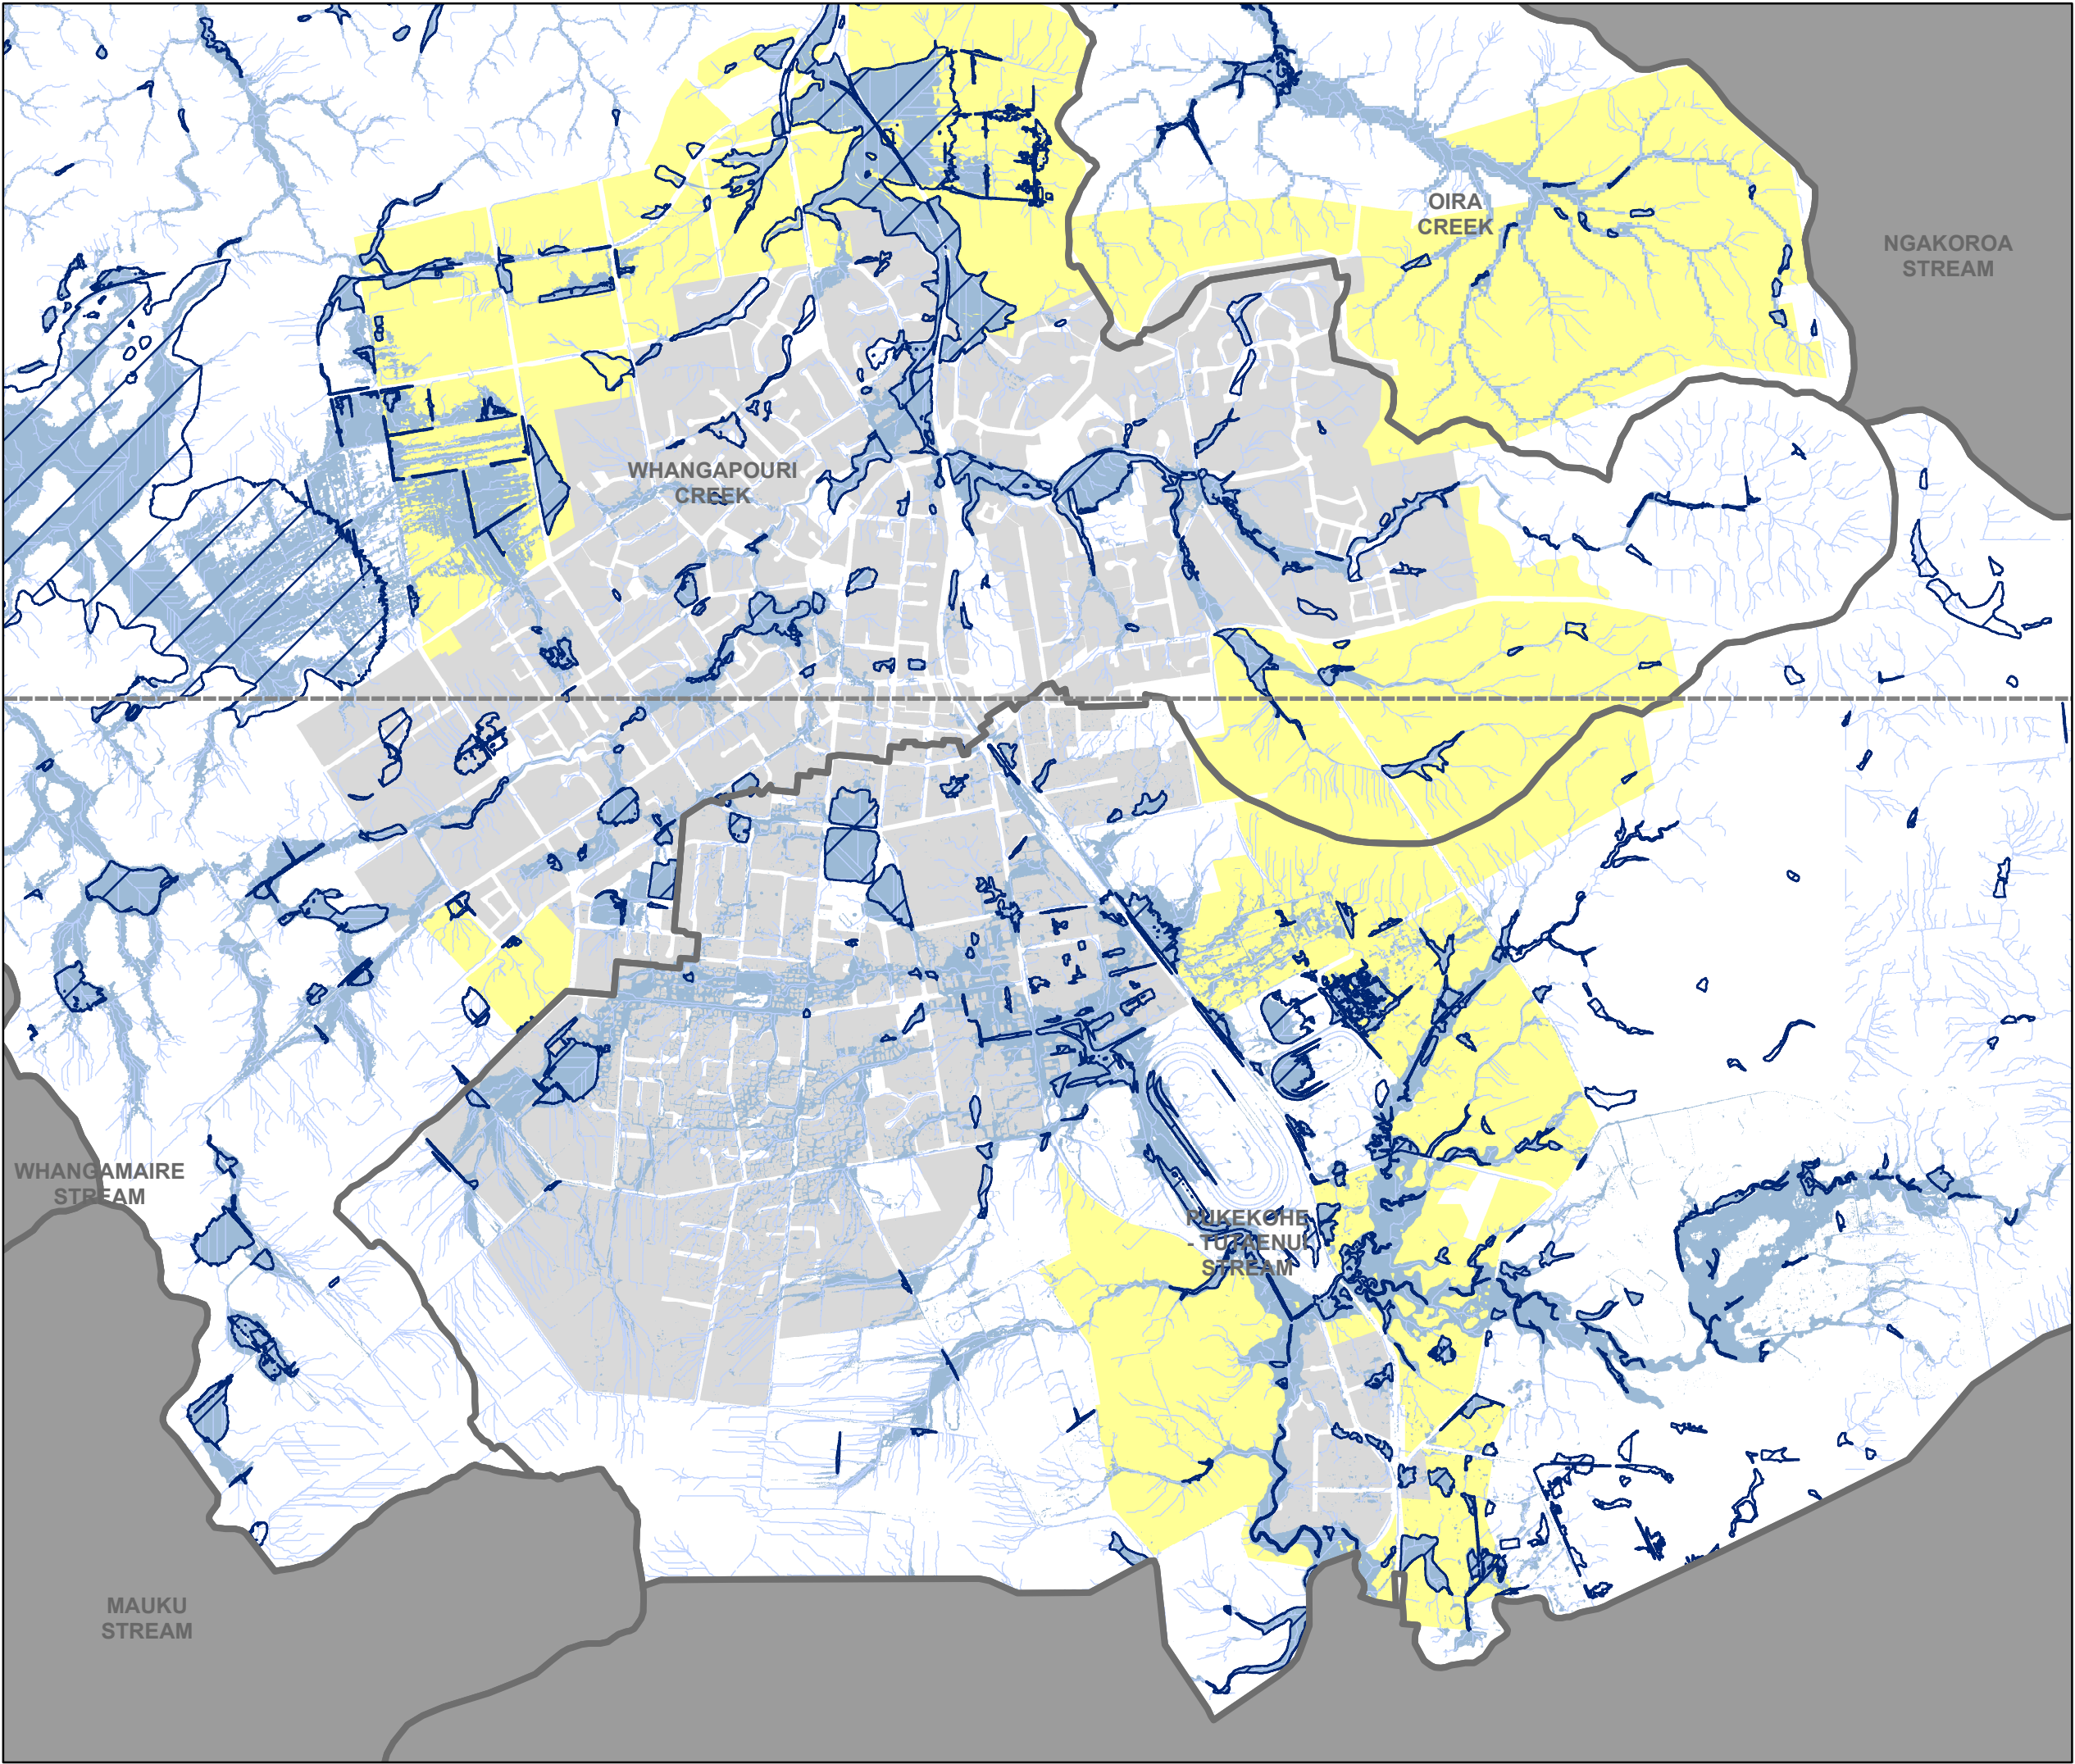 OIRA
CREEK
NGAKOROA
STREAM
WHANGAPOURI
CREEK
WHANGAMAIRE
STREAM
PUKEKOHE
- TUTAENUI
STREAM
MAUKU
STREAM